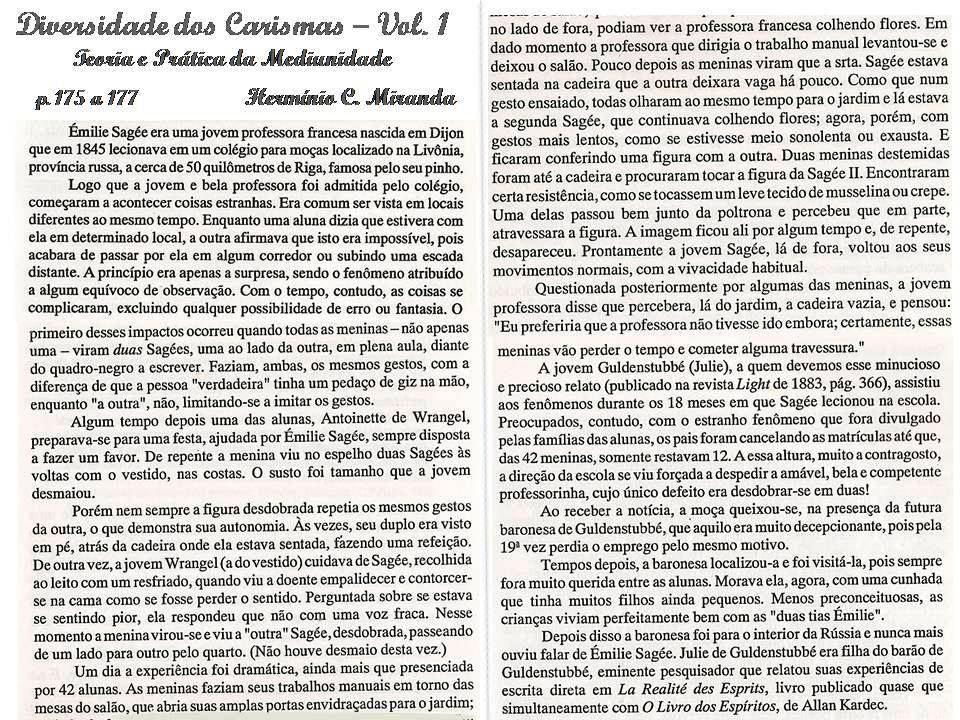 Diversidade dos Carismas – Vol. 1
Teoria e Prática da Mediunidade
p. 175 a 177 Hermínio C. Miranda
Émilie Sagée era uma jovem professora francesa nascida em Dijon
que em 1845 lecionava em um colégio para moças localizado na Livônia,
província russa, a cerca de 50 quilômetros de Riga, famosa pelo seu pinho.
Logo que a jovem e bela professora foi admitida pelo colégio,
começaram a acontecer coisas estranhas. Era comum ser vista em locais
diferentes ao mesmo tempo. Enquanto uma aluna dizia que estivera com
ela em determinado local, a outra afirmava que isto era impossível, pois
acabara de passar por ela em algum corredor ou subindo uma escada
distante. A princípio era apenas a surpresa, sendo o fenômeno atribuído
a algum equívoco de observação. Com o tempo, contudo, as coisas se
complicaram, excluindo qualquer possibilidade de erro ou fantasia. O
primeiro desses impactos ocorreu quando todas as meninas – não apenas
uma – viram duas Sagées, uma ao lado da outra, em plena aula, diante
do quadro-negro a escrever. Faziam, ambas, os mesmos gestos, com a
diferença de que a pessoa "verdadeira" tinha um pedaço de giz na mão,
enquanto "a outra", não, limitando-se a imitar os gestos.
Algum tempo depois uma das alunas, Antoinette de Wrangel,
preparava-se para uma festa, ajudada por Émilie Sagée, sempre disposta
a fazer um favor. De repente a menina viu no espelho duas Sagées às
voltas com o vestido, nas costas. O susto foi tamanho que a jovem
desmaiou.
Porém nem sempre a figura desdobrada repetia os mesmos gestos
da outra, o que demonstra sua autonomia. Às vezes, seu duplo era visto
em pé, atrás da cadeira onde ela estava sentada, fazendo uma refeição.
De outra vez, a jovem Wrangel (a do vestido) cuidava de Sagée, recolhida
ao leito com um resfriado, quando viu a doente empalidecer e contorcer-
se na cama como se fosse perder o sentido. Perguntada sobre se estava
se sentindo pior, ela respondeu que não com uma voz fraca. Nesse
momento a menina virou-se e viu a "outra" Sagée, desdobrada, passeando
de um lado para outro pelo quarto. (Não houve desmaio desta vez.)
Um dia a experiência foi dramática, ainda mais que presenciada
por 42 alunas. As meninas faziam seus trabalhos manuais em torno das
mesas do salão, que abria suas amplas portas envidraçadas para o jardim;
no lado de fora, podiam ver a professora francesa colhendo flores. Em
dado momento a professora que dirigia o trabalho manual levantou-se e
deixou o salão. Pouco depois as meninas viram que a srta. Sagée estava
sentada na cadeira que a outra deixara vaga há pouco. Como que num
gesto ensaiado, todas olharam ao mesmo tempo para o jardim e lá estava
a segunda Sagée, que continuava colhendo flores; agora, porém, com
gestos mais lentos, como se estivesse meio sonolenta ou exausta. E
ficaram conferindo uma figura com a outra. Duas meninas destemidas
foram até a cadeira e procuraram tocar a figura da Sagée II. Encontraram
certa resistência, como se tocassem um leve tecido de musselina ou crepe.
Uma delas passou bem junto da poltrona e percebeu que em parte,
atravessara a figura. A imagem ficou ali por algum tempo e, de repente,
desapareceu. Prontamente a jovem Sagée, lá de fora, voltou aos seus
movimentos normais, com a vivacidade habitual.
Questionada posteriormente por algumas das meninas, a jovem
professora disse que percebera, lá do jardim, a cadeira vazia, e pensou:
"Eu preferiria que a professora não tivesse ido embora; certamente, essas
meninas vão perder o tempo e cometer alguma travessura."
A jovem Guldenstubbé (Julie), a quem devemos esse minucioso
e precioso relato (publicado na revista Light de 1883, pág. 366), assistiu
aos fenômenos durante os 18 meses em que Sagée lecionou na escola.
Preocupados, contudo, com o estranho fenômeno que fora divulgado
pelas famílias das alunas, os pais foram cancelando as matrículas até que,
das 42 meninas, somente restavam 12. A essa altura, muito a contragosto,
a direção da escola se viu forçada a despedir a amável, bela e competente
professorinha, cujo único defeito era desdobrar-se em duas!
Ao receber a notícia, a moça queixou-se, na presença da futura
baronesa de Guldenstubbé, que aquilo era muito decepcionante, pois pela
19ª vez perdia o emprego pelo mesmo motivo.
Tempos depois, a baronesa localizou-a e foi visitá-la, pois sempre
fora muito querida entre as alunas. Morava ela, agora, com uma cunhada
que tinha muitos filhos ainda pequenos. Menos preconceituosas, as
crianças viviam perfeitamente bem com as "duas tias Émilie".
Depois disso a baronesa foi para o interior da Rússia e nunca mais
ouviu falar de Émilie Sagée. Julie de Guldenstubbé era filha do barão de
Guldenstubbé, eminente pesquisador que relatou suas experiências de
escrita direta em La Realité des Esprits, livro publicado quase que
simultaneamente com O Livro dos Espíritos, de Allan Kardec.